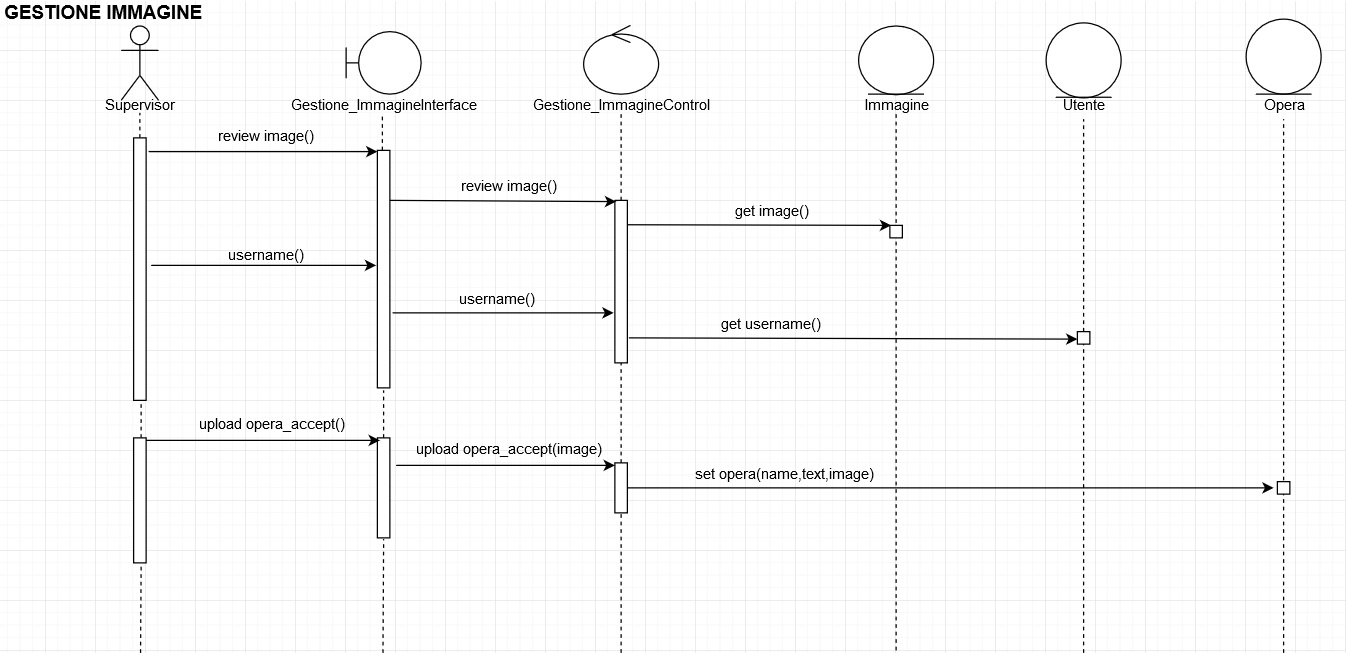 GESTIONE IMMAGINE
Supervisor
Gestione_ImmagineInterface
Gestione_ImmagineControl
Immagine
Utente
Opera
review image()
review image()
get image()
username()
username()
get username()
upload opera_accept()
upload opera_accept(image)
set opera(name,text,image)